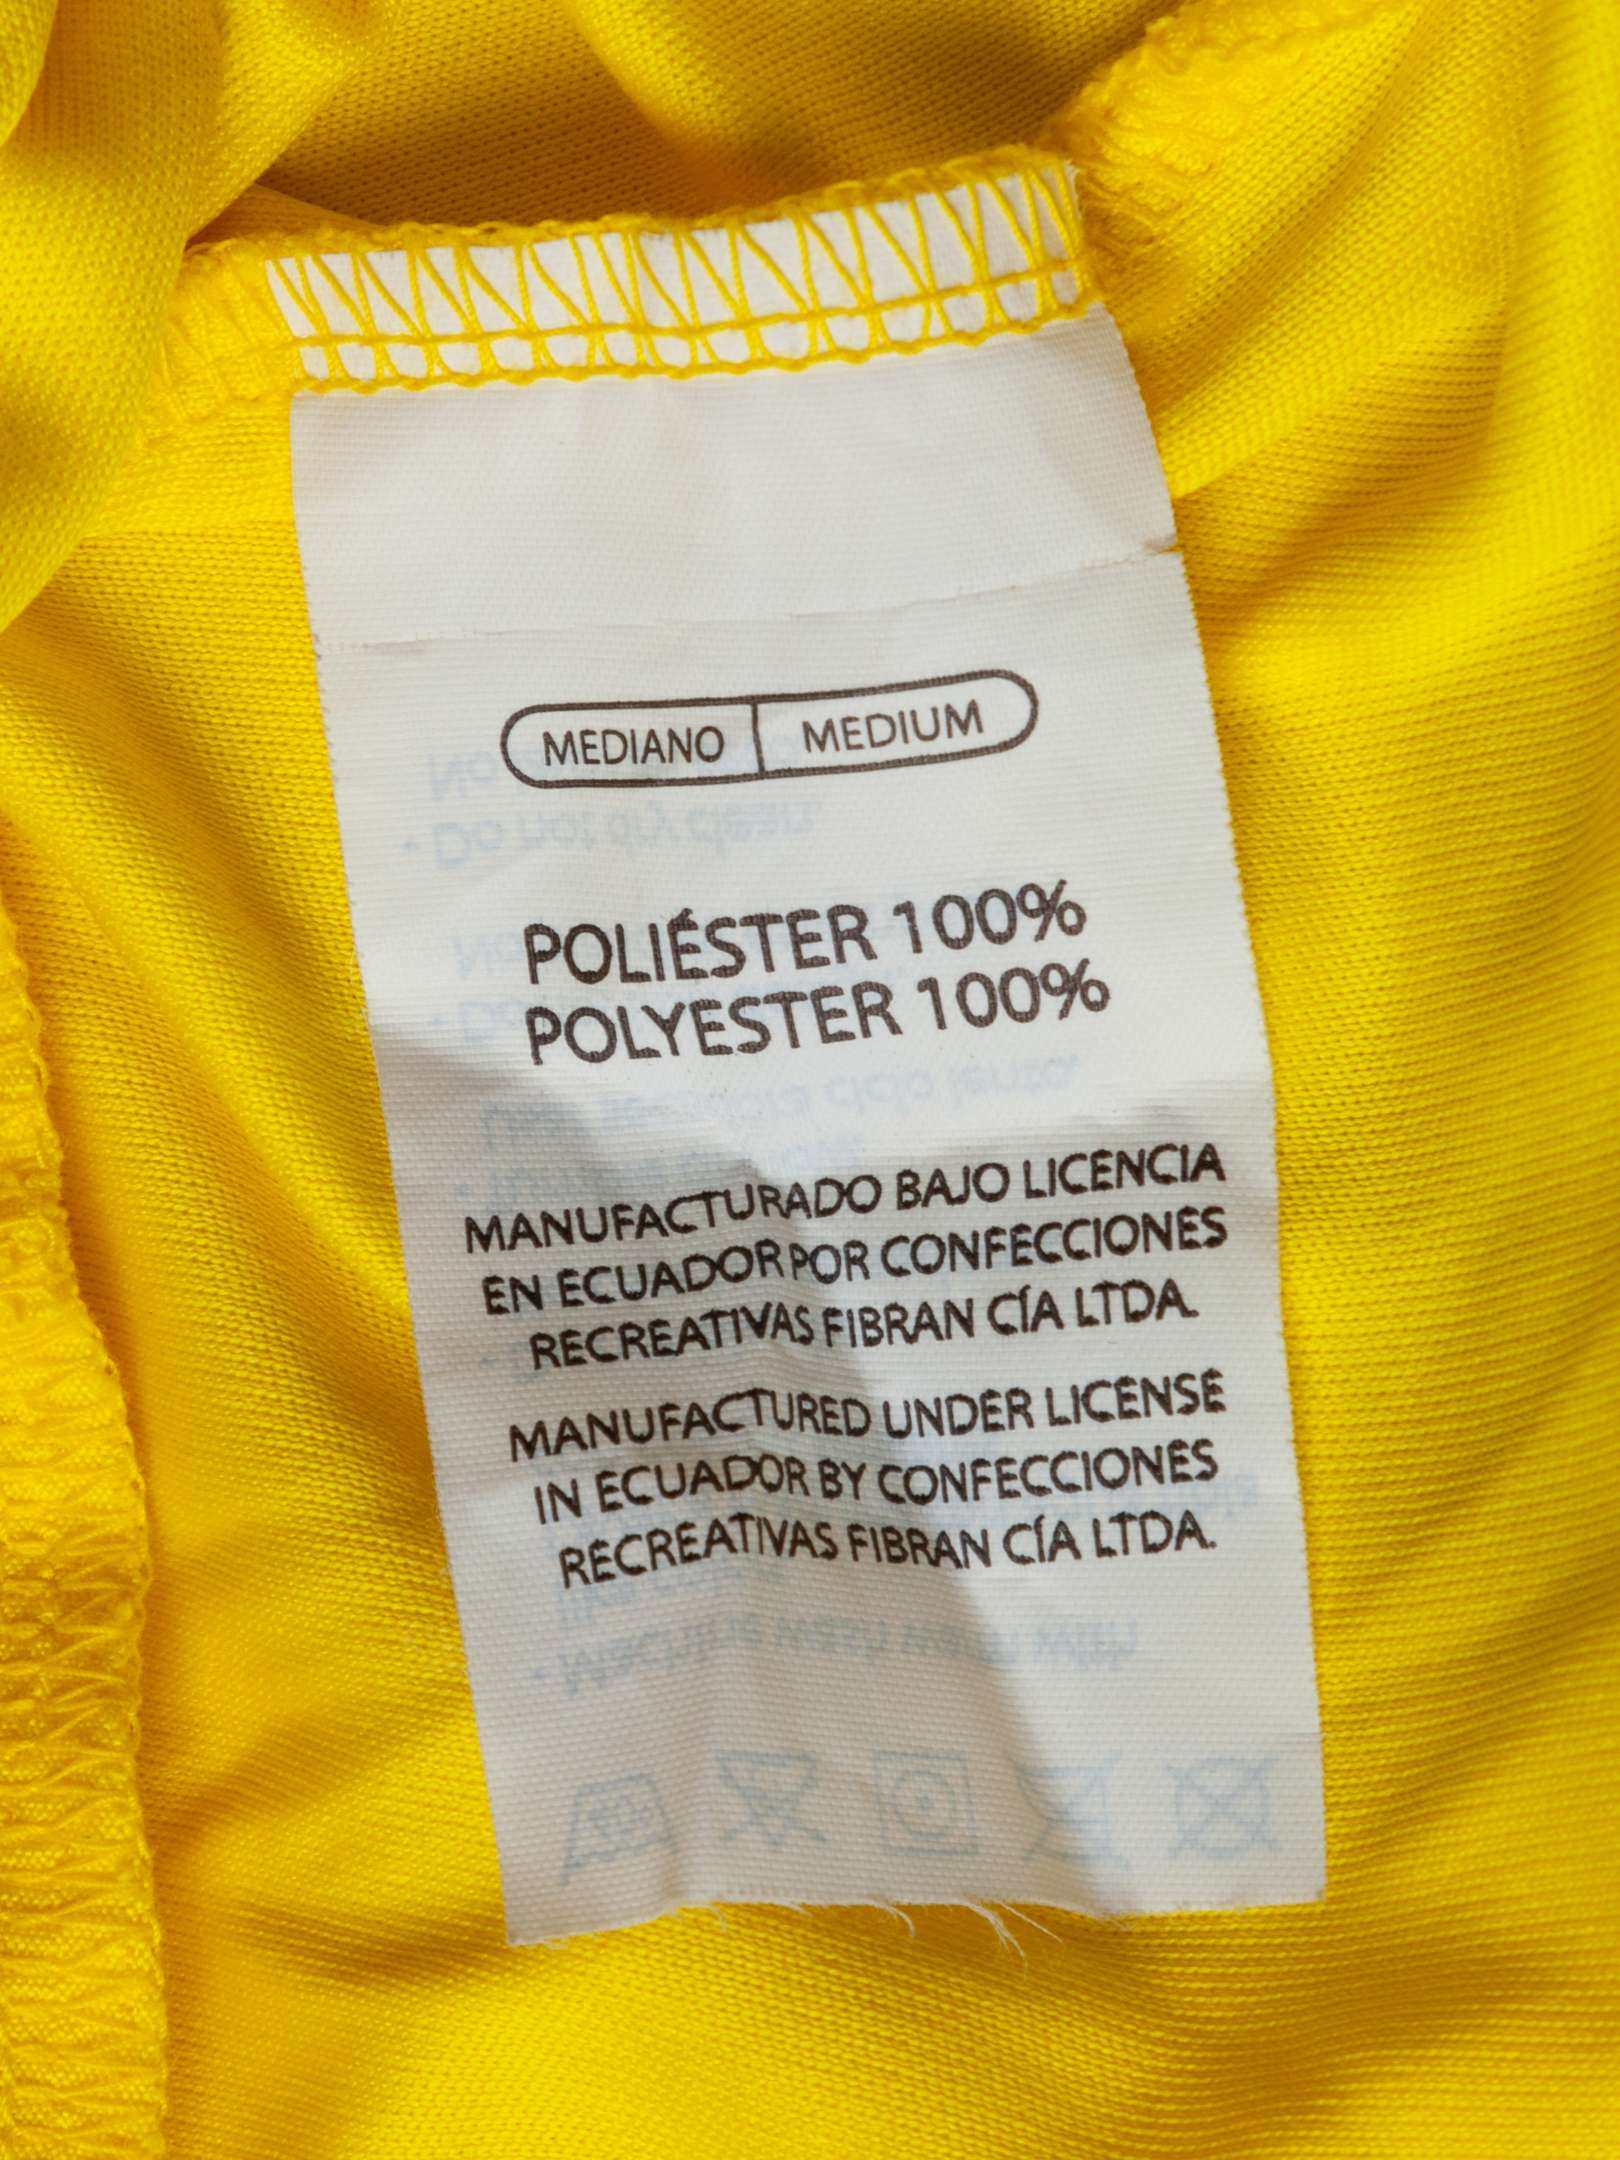 MEDIANO MEDIUM
POLIÉSTER 100%
POLYESTER 100%
MANUFACTURADO BAJO LICENCIA
EN ECUADOR POR CONFECCIONES
RECREATIVAS FIBRAN CÍA LTDA.
MANUFACTURED UNDER LICENSE
IN ECUADOR BY CONFECCIONES
RECREATIVAS FIBRAN CÍA LTDA.